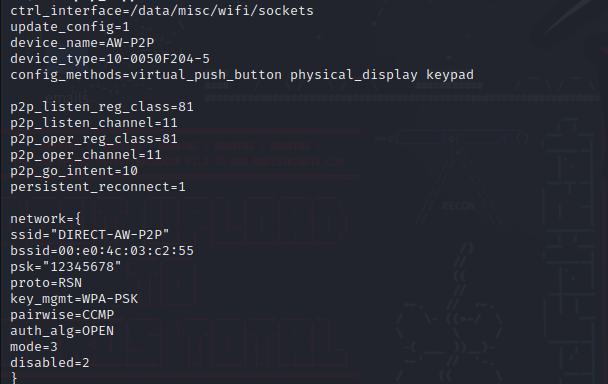 ctrl_interface=/data/misc/wifi/sockets
update_config=1
device_name=AW-P2P
device_type=10-0050F204-5
config_methods=virtual_push_button physical_display keypad
p2p_listen_reg_class=81
p2p_listen_channel=11
p2p_oper_reg_class=81
p2p_oper_channel=11
p2p_go_intent=10
persistent_reconnect=1
network={
ssid="DIRECT-AW-P2P"
bssid=00:e0:4c:03:c2:55
psk="12345678"
proto=RSN
key_mgmt=WPA-PSK
pairwise=CCMP
auth_alg=OPEN
mode=3
disabled=2
}